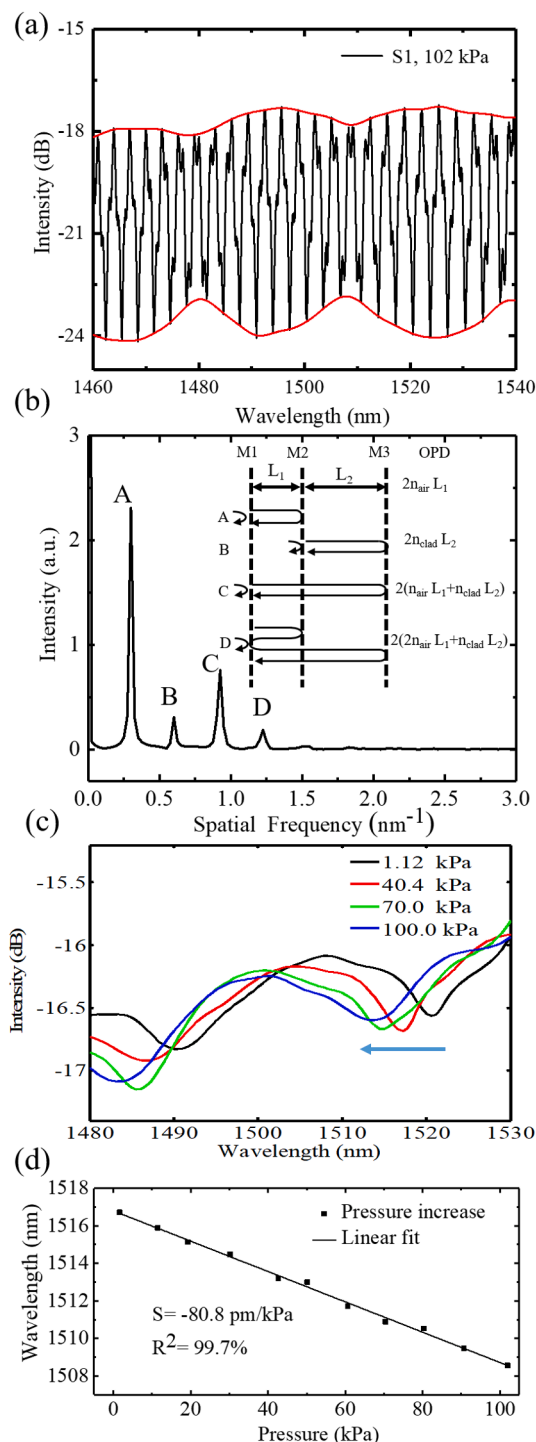 (a)
-15
-18
-21
-24
Intensity (dB)
S1, 102 kPa
1460 1480 1500 1520 1540
Wavelength (nm)
(b)
3
2
1
0
Intensity (a.u.)
M1 M2 M3 OPD
L1 L2 2nair L1
A
A
B 2nclad L2
C 2(nair L1+nclad L2)
D 2(2nair L1+nclad L2)
B
C
D
0.0 0.5 1.0 1.5 2.0 2.5 3.0
Spatial Frequency (nm-1)
(c)
-15.5
-16
-16.5
-17
Intensity (dB)
1.12 kPa
40.4 kPa
70.0 kPa
100.0 kPa
1480 1490 1500 1510 1520 1530
Wavelength (nm)
(d)
1518
1516
1514
1512
1510
1508
Wavelength (nm)
Pressure increase
Linear fit
S= -80.8 pm/kPa
R2= 99.7%
0 20 40 60 80 100
Pressure (kPa)